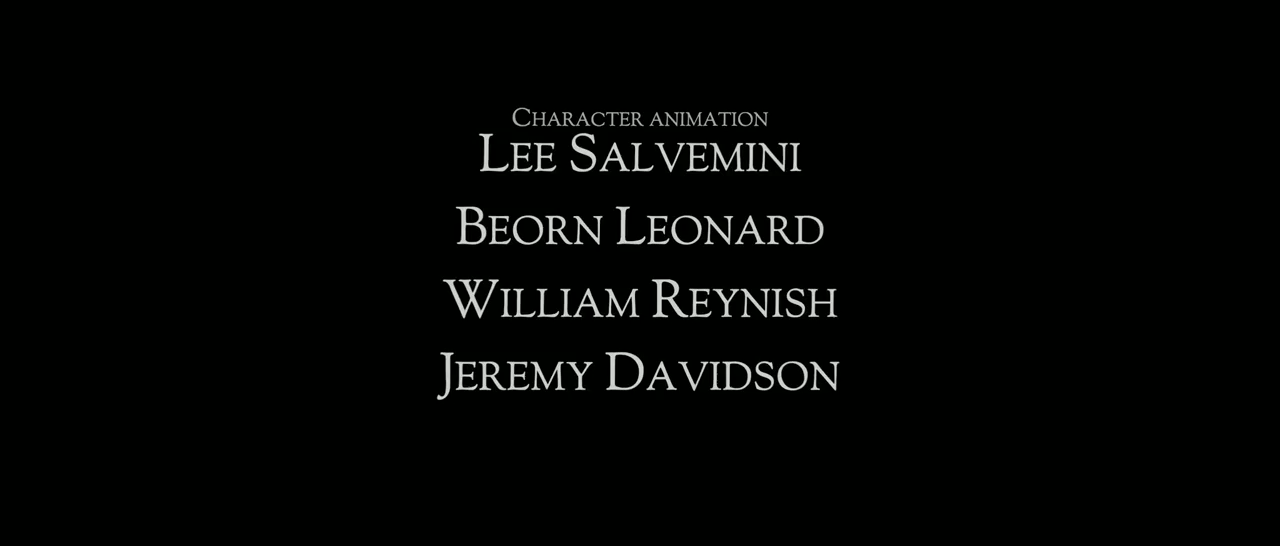 Character animation
Lee Salvemini
Beorn Leonard
William Reynish
Jeremy Davidson